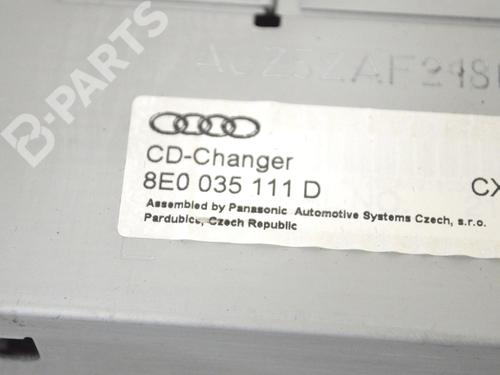 B-PARTS
CD-Changer
8E0 035 111 D
CX
Assembled by Panasonic Automotive Systems Czech, s.r.o.
Pardubice, Czech Republic